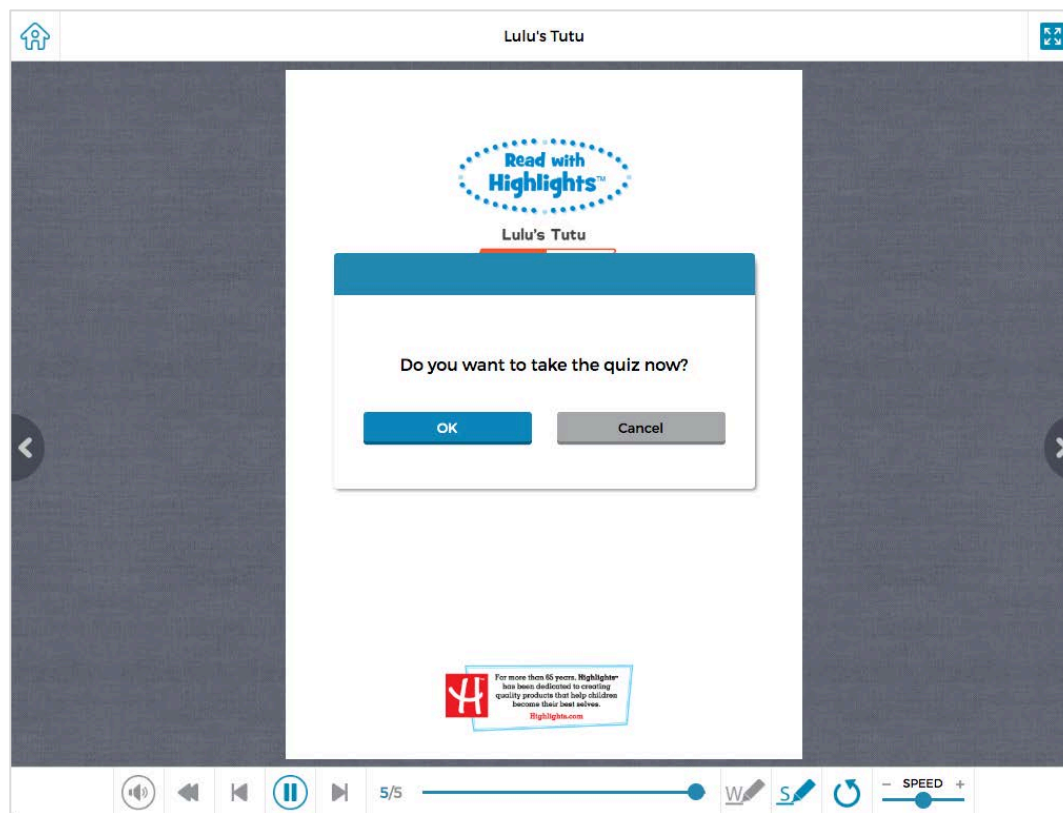 Lulu's Tutu
Read with
Highlights™
Lulu's Tutu
Do you want to take the quiz now?
OK
Cancel
H
For more than 65 years, Highlights®
has been dedicated to creating
quality products that help children
become their best selves.
Highlights.com
5/5
W
S
- SPEED +